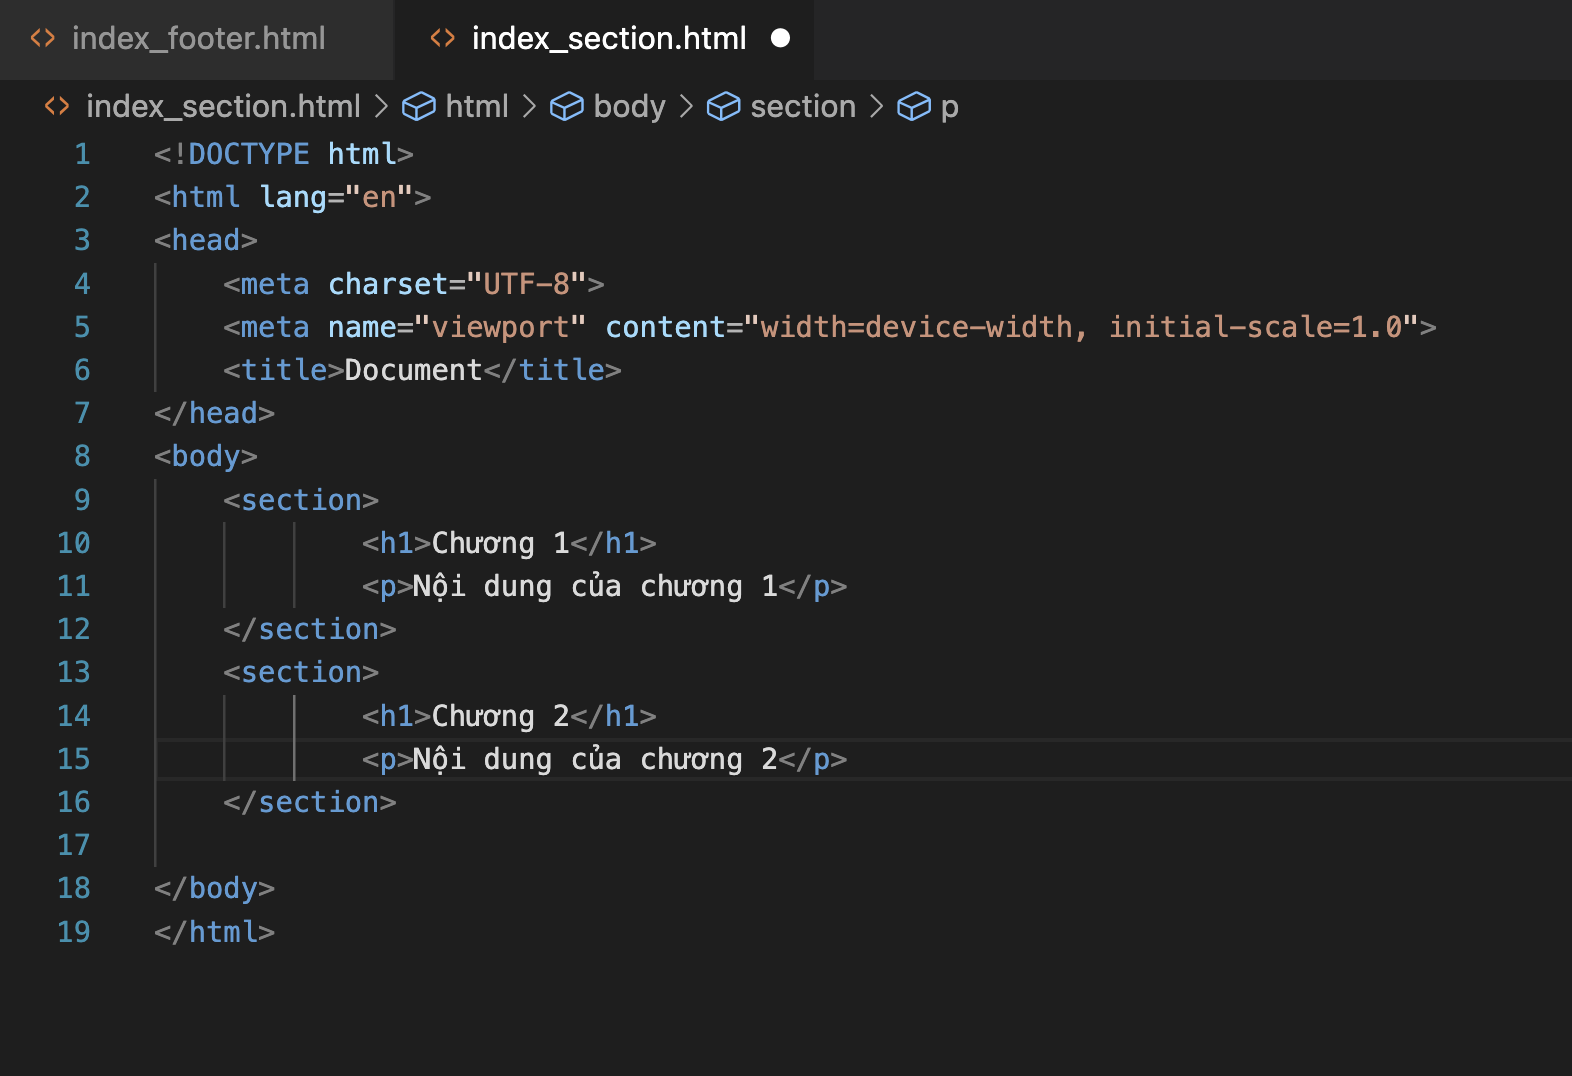 index_footer.html
index_section.html
index_section.html > html > body > section > p
1 <!DOCTYPE html>
2 <html lang="en">
3 <head>
4 <meta charset="UTF-8">
5 <meta name="viewport" content="width=device-width, initial-scale=1.0">
6 <title>Document</title>
7 </head>
8 <body>
9 <section>
10 <h1>Chương 1</h1>
11 <p>Nội dung của chương 1</p>
12 </section>
13 <section>
14 <h1>Chương 2</h1>
15 <p>Nội dung của chương 2</p>
16 </section>
17
18 </body>
19 </html>